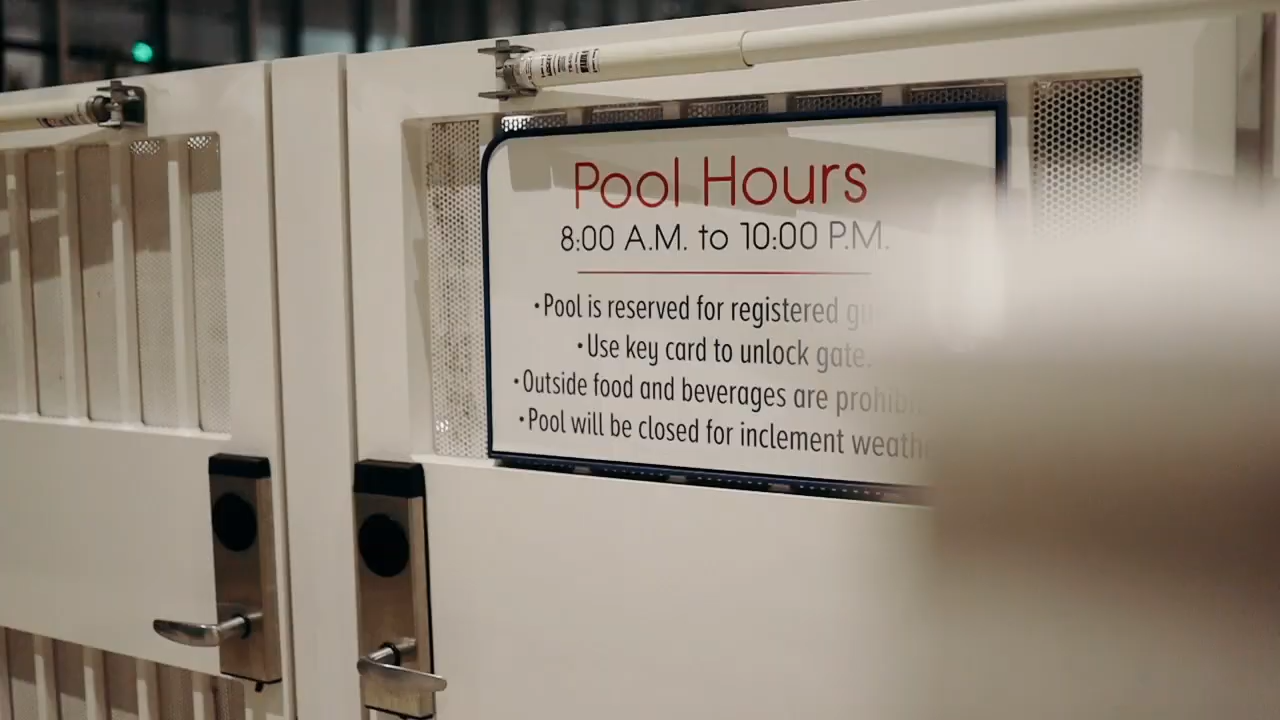 Pool Hours
8:00 A.M. to 10:00 P.M.
•Pool is reserved for registered
•Use key card to unlock gate.
•Outside food and beverages are
•Pool will be closed for inclement